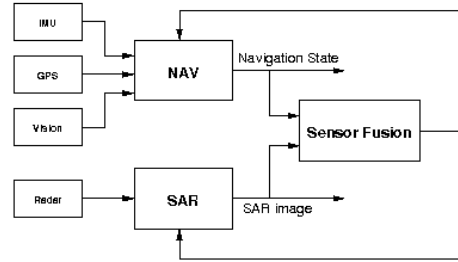 IMU
GPS
Vision
Radar
NAV
SAR
Navigation State
SAR image
Sensor Fusion